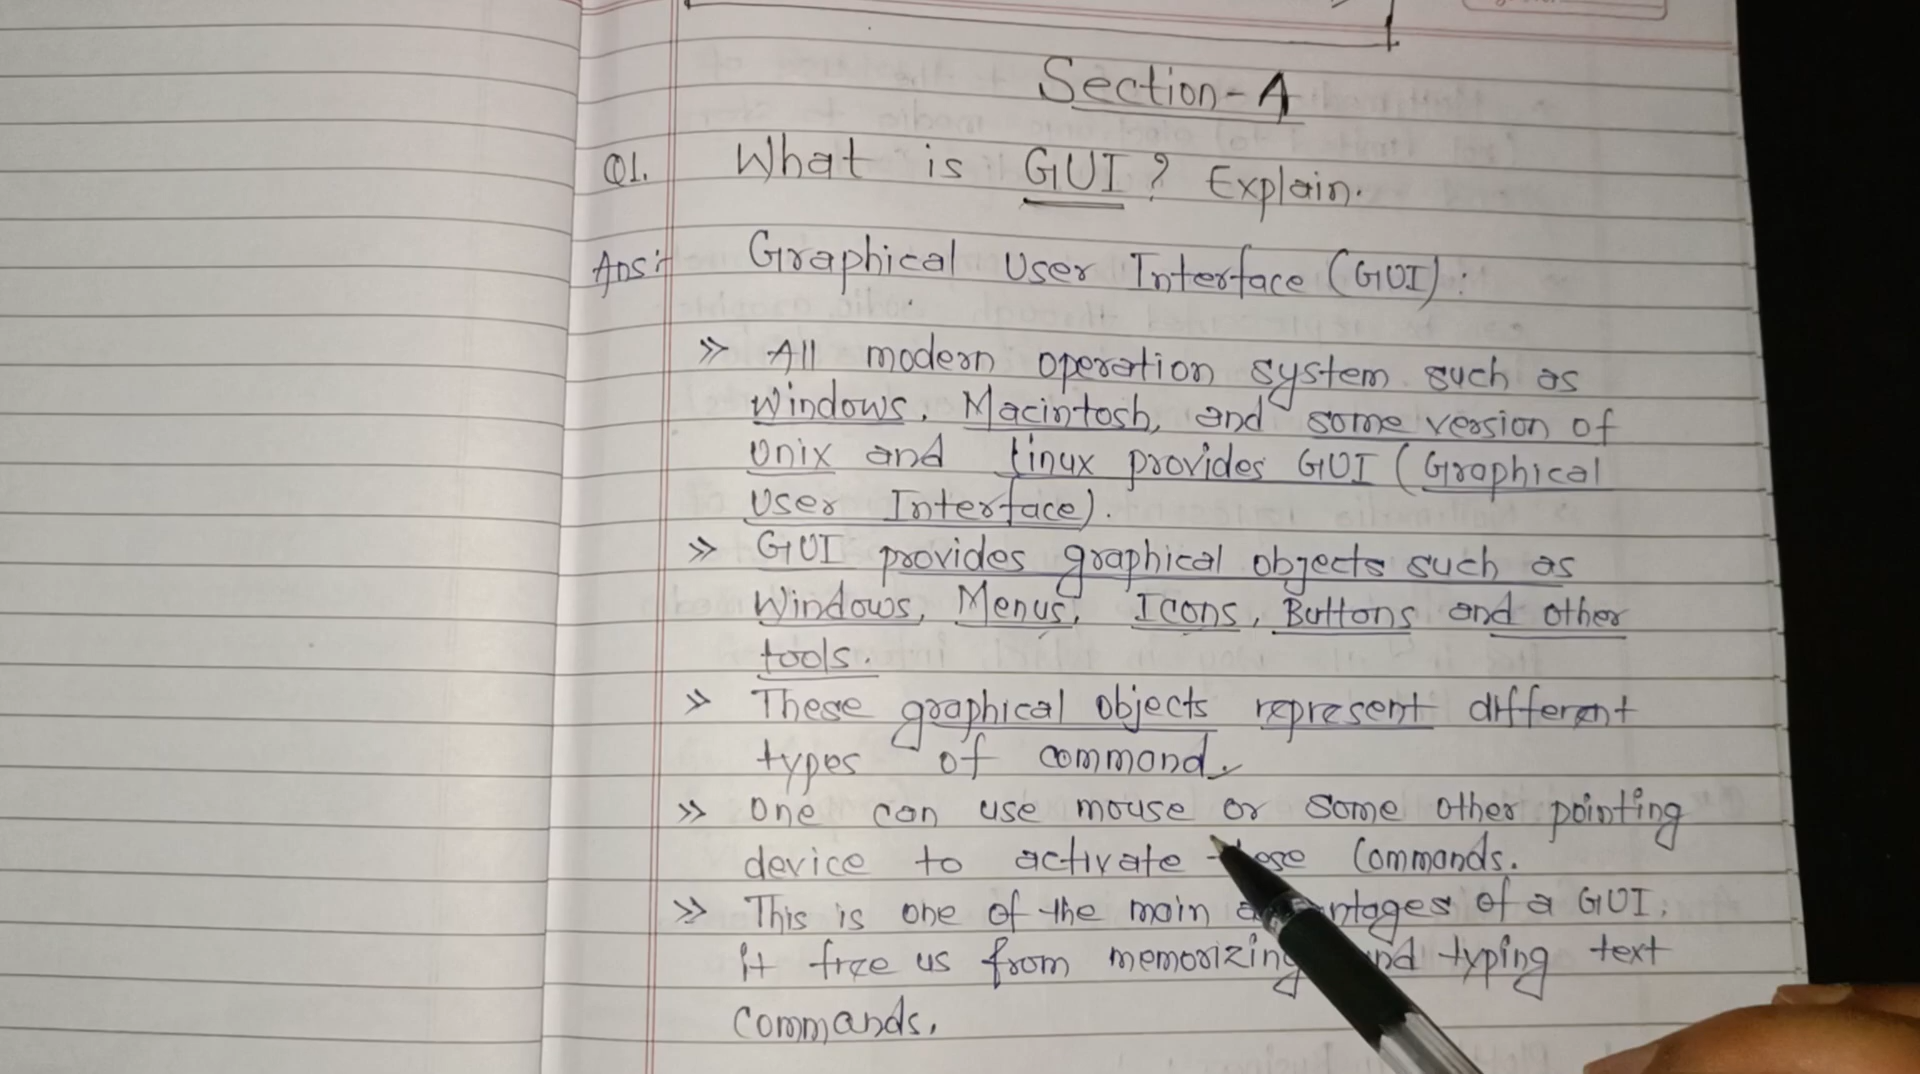 Section-A
Q1. What is GUI? Explain.
Ans:- Graphical User Interface (GUI):
>> All modern operation system such as
Windows, Macintosh, and some version of
Unix and Linux provides GUI (Graphical
User Interface).
>> GUI provides graphical objects such as
Windows, Menus, Icons, Buttons and other
tools.
>> These graphical objects represent different
types of command.
>> One can use mouse or some other pointing
device to activate these Commands.
>> This is one of the main advantages of a GUI,
it free us from memorizing and typing text
Commands.